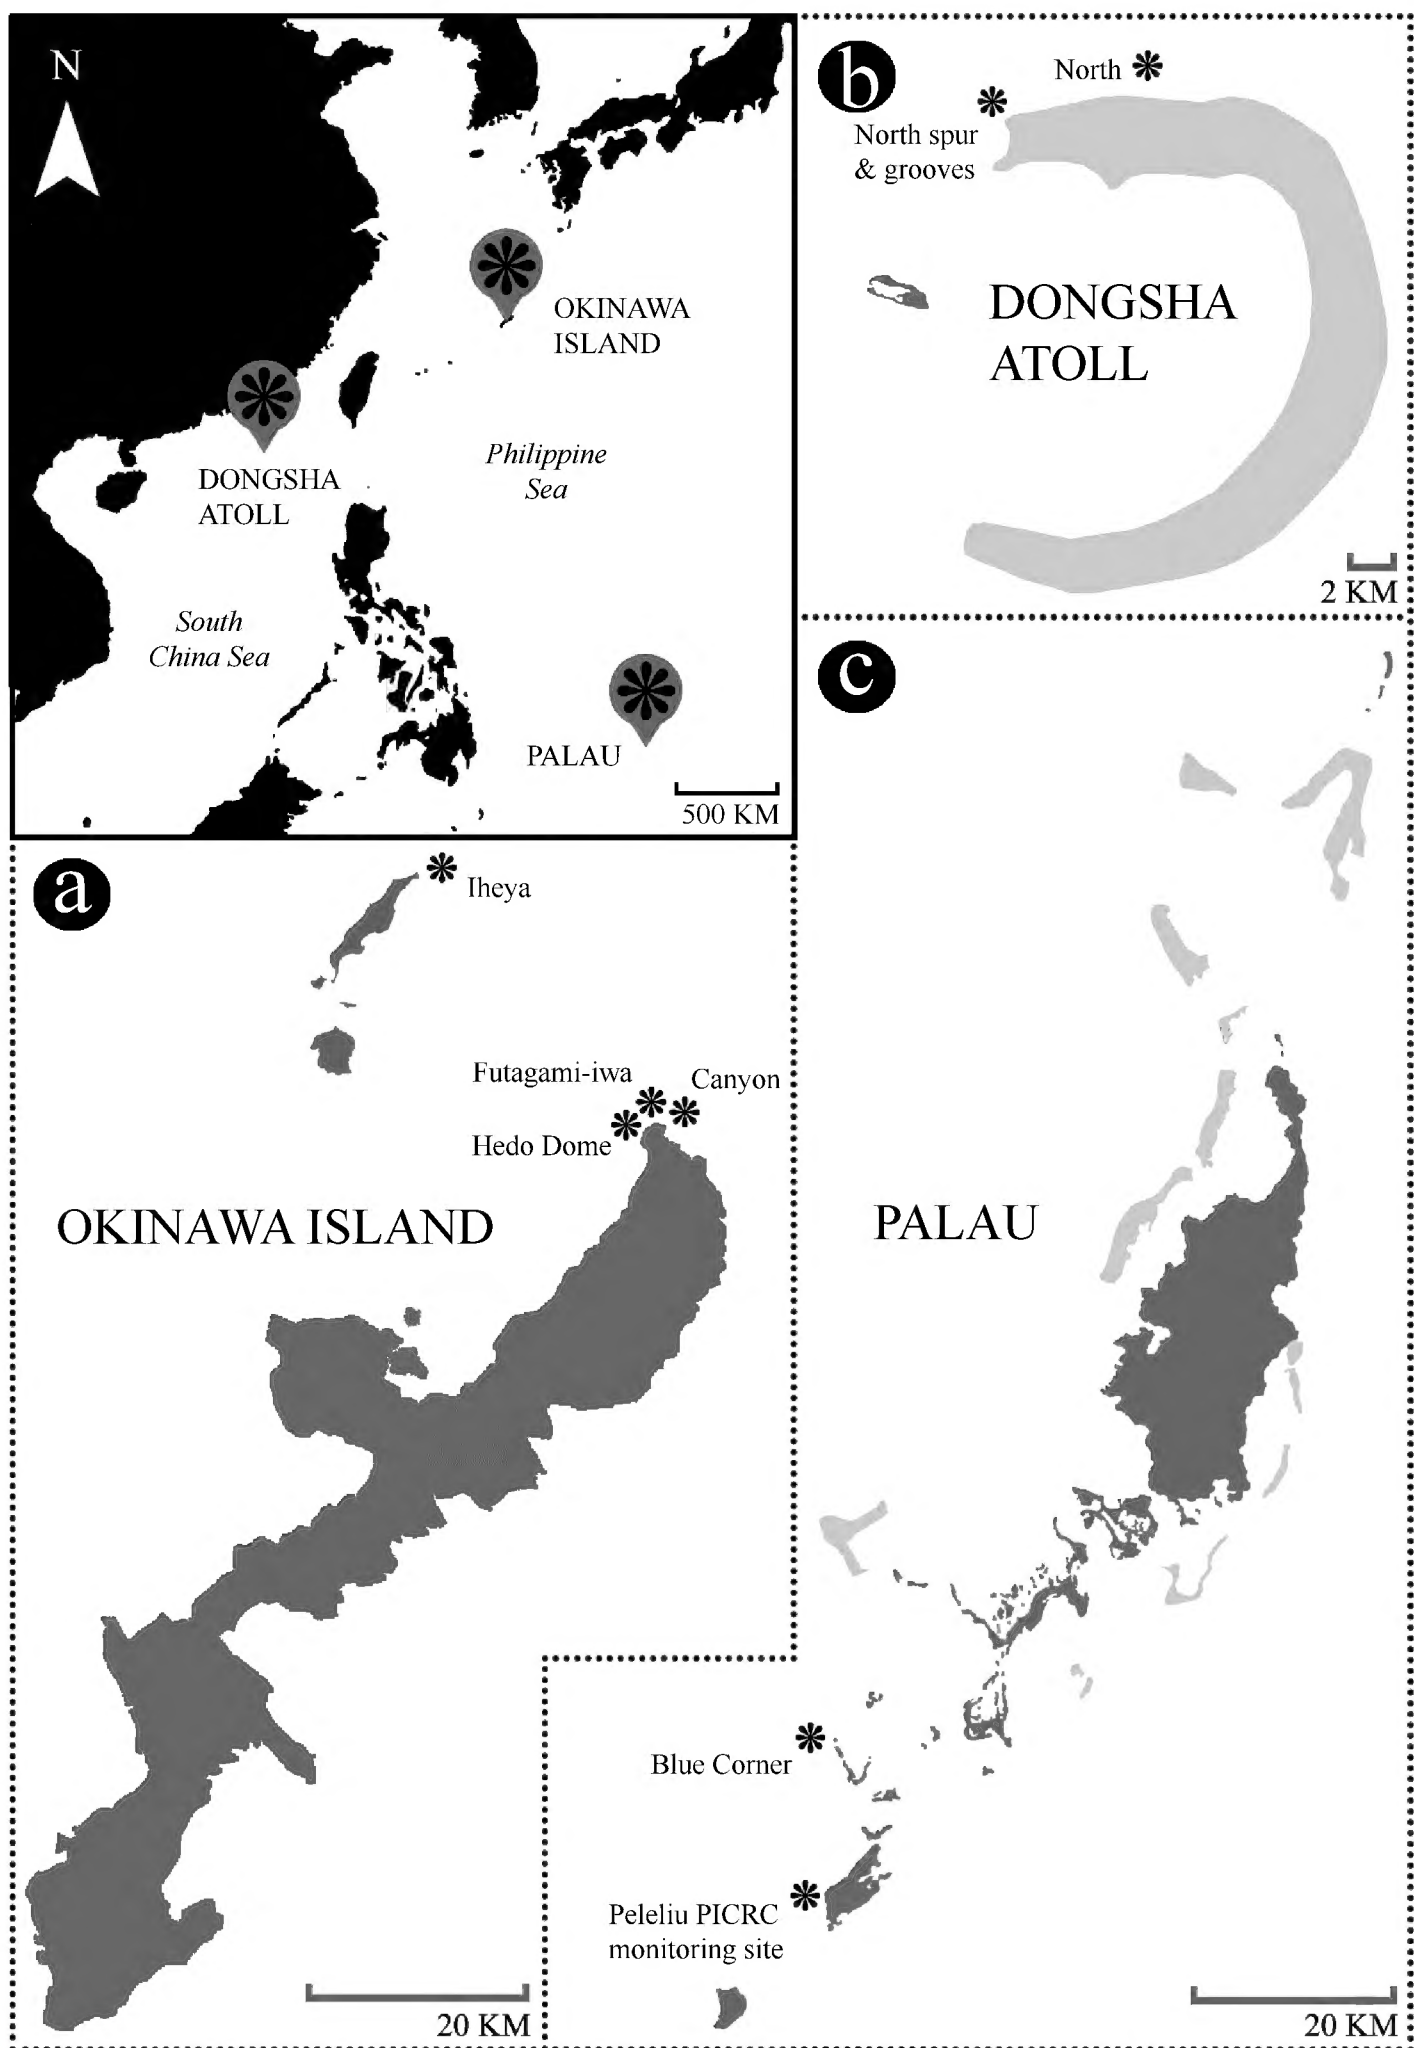 N
OKINAWA
ISLAND
DONGSHA
ATOLL
Philippine
Sea
South
China Sea
PALAU
500 KM
b
North
North spur
& grooves
DONGSHA
ATOLL
2 KM
a
Iheya
Futagami-iwa
Canyon
Hedo Dome
OKINAWA ISLAND
20 KM
c
PALAU
Blue Corner
Peleliu PICRC
monitoring site
20 KM